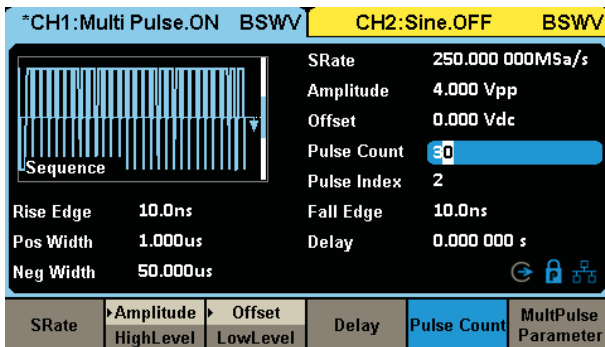 *CH1:Multi Pulse.ON BSWV CH2:Sine.OFF BSWV
SRate 250.000 000MSa/s
Amplitude 4.000 Vpp
Offset 0.000 Vdc
Pulse Count 30
Sequence
Pulse Index 2
Rise Edge 10.0ns Fall Edge 10.0ns
Pos Width 1.000us Delay 0.000 000 s
Neg Width 50.000us
SRate Amplitude Offset Delay Pulse Count MultPulse
HighLevel LowLevel Parameter